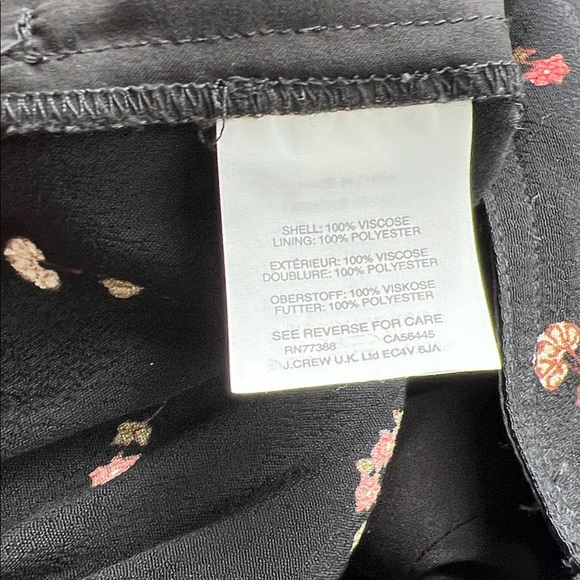 SHELL: 100% VISCOSE
LINING: 100% POLYESTER
EXTÉRIEUR: 100% VISCOSE
DOUBLURE: 100% POLYESTER
OBERSTOFF: 100% VISKOSE
FUTTER: 100% POLYESTER
SEE REVERSE FOR CARE
RN77388 CA56445
J.CREW U.K. Ltd EC4V 6JA